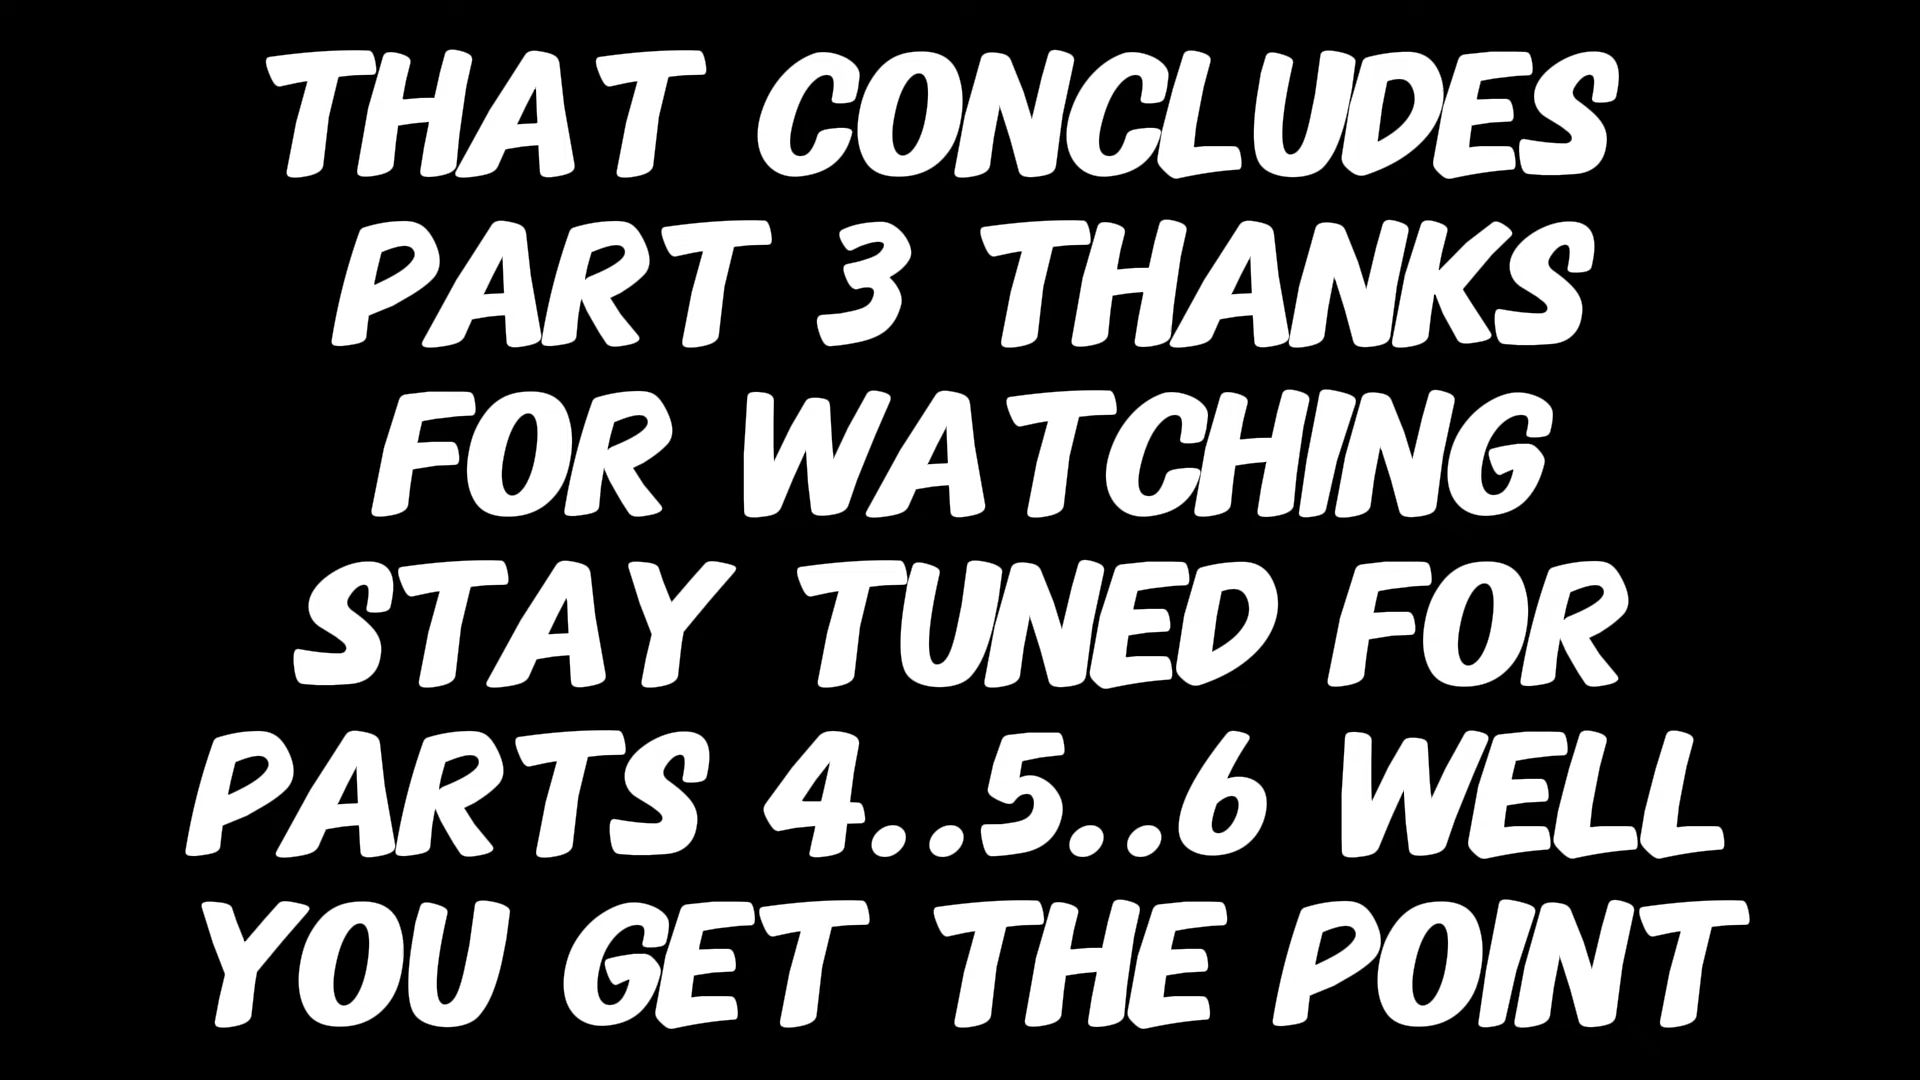 THAT CONCLUDES
PART 3 THANKS
FOR WATCHING
STAY TUNED FOR
PARTS 4..5..6 WELL
YOU GET THE POINT